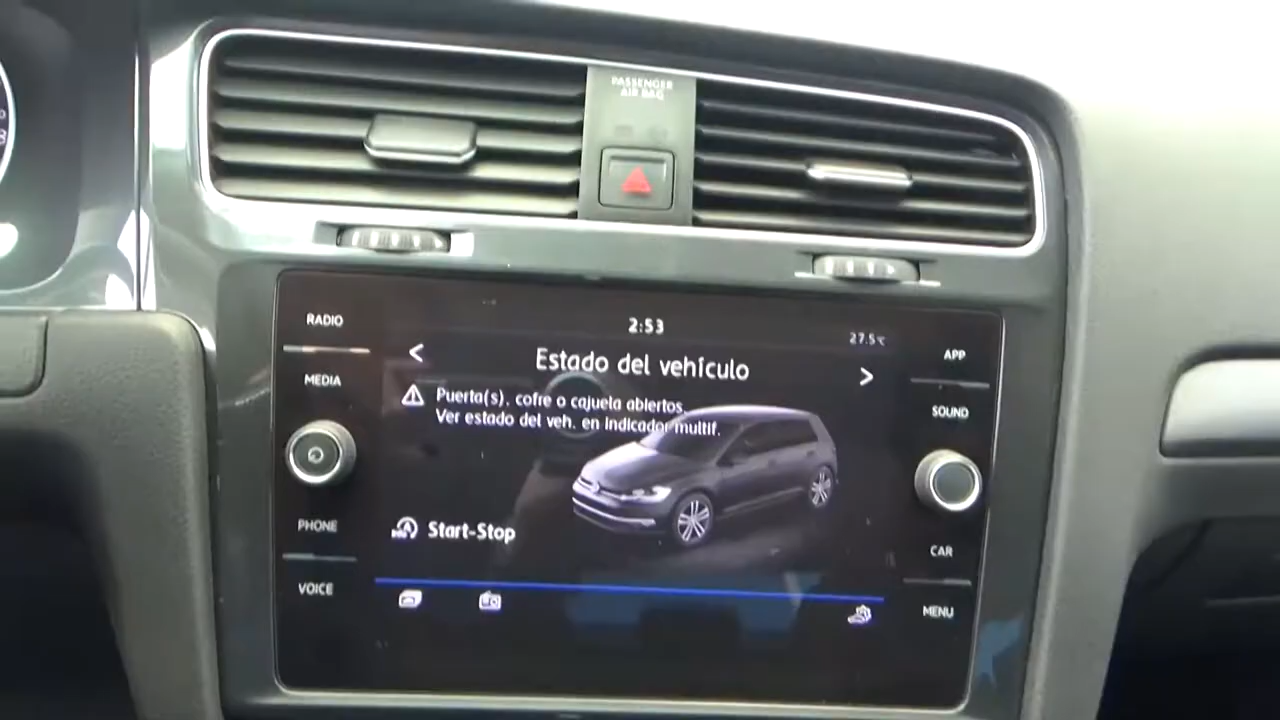 PASSENGER
AIR BAG
RADIO
MEDIA
PHONE
VOICE
2:53
27.5°C
Estado del vehículo
Puerta(s), cofre o cajuela abiertos.
Ver estado del veh. en indicador multif.
Start-Stop
APP
SOUND
CAR
MENU